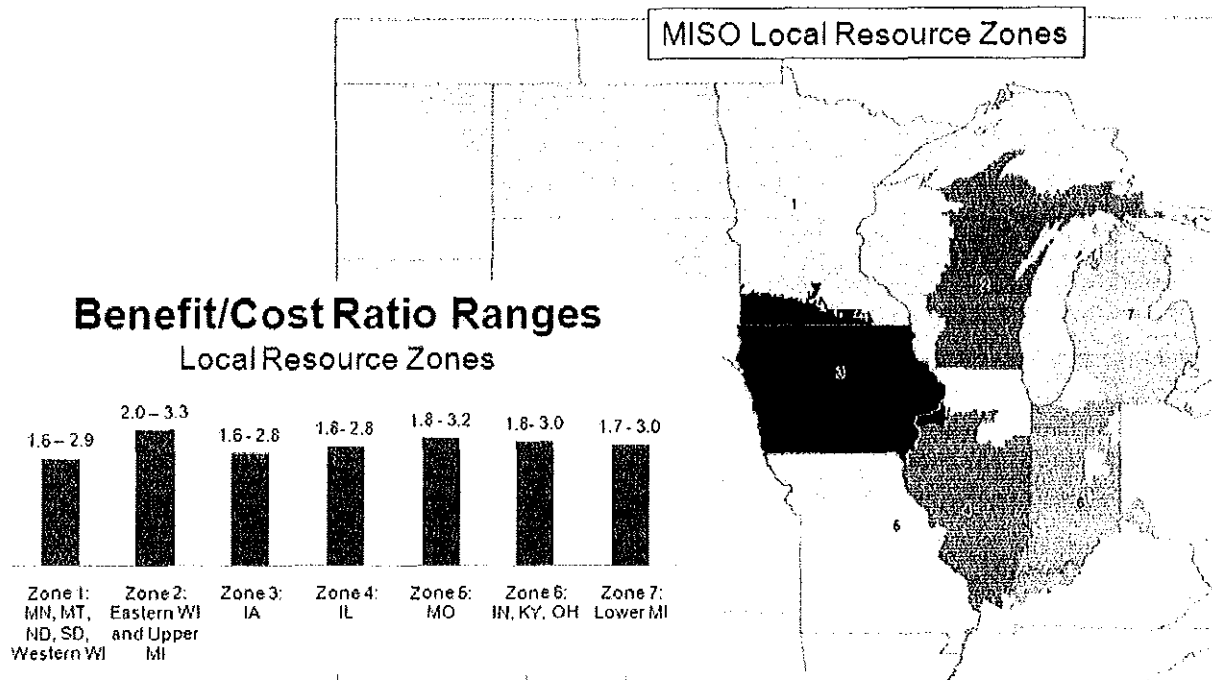 MISO Local Resource Zones
1
2
7
3
Benefit/Cost Ratio Ranges
Local Resource Zones
1.6 – 2.9
2.0 – 3.3
1.6 - 2.8
1.8 - 2.8
1.8 - 3.2
1.8 - 3.0
1.7 - 3.0
4
6
5
Zone 1:
MN, MT,
ND, SD,
Western WI
Zone 2:
Eastern WI
and Upper
MI
Zone 3:
IA
Zone 4:
IL
Zone 5:
MO
Zone 6:
IN, KY, OH
Zone 7:
Lower MI